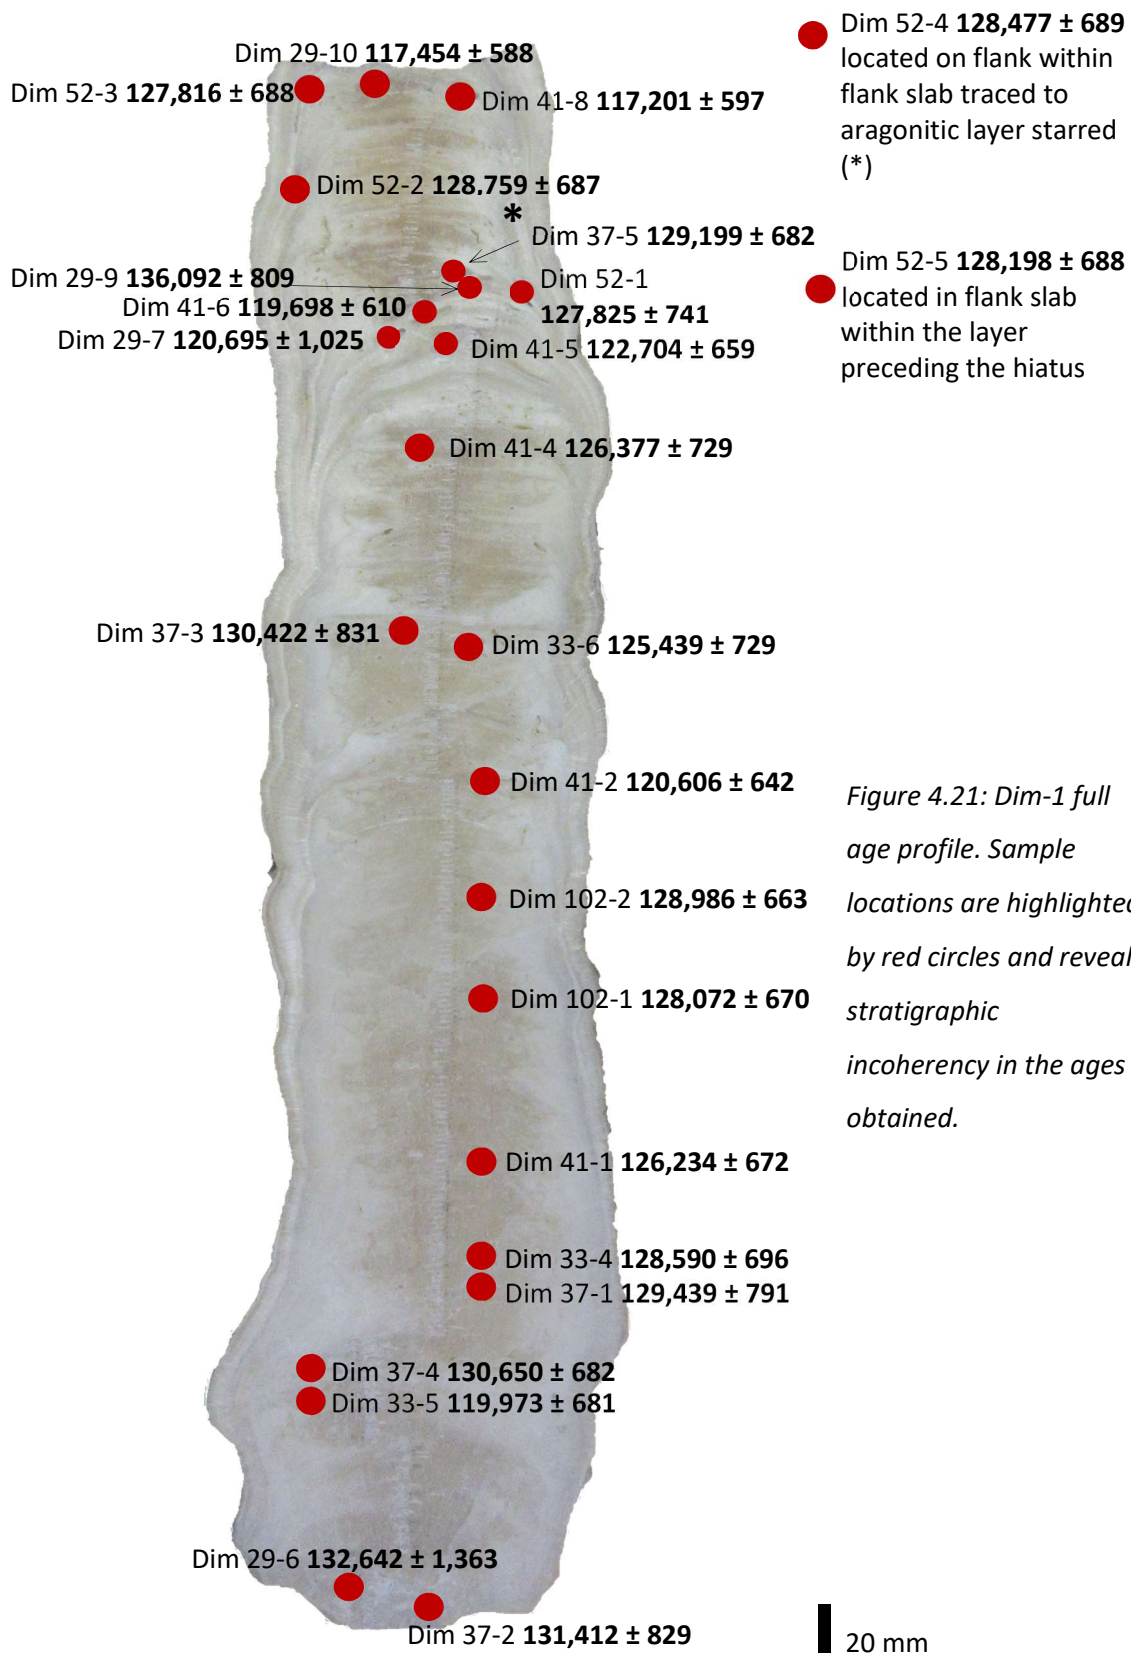 Dim 29-10 117,454 ± 588
Dim 52-3 127,816 ± 688
Dim 41-8 117,201 ± 597
Dim 52-4 128,477 ± 689
located on flank within
flank slab traced to
aragonitic layer starred
(*)
Dim 52-2 128,759 ± 687
*
Dim 37-5 129,199 ± 682
Dim 29-9 136,092 ± 809
Dim 52-1
127,825 ± 741
Dim 41-6 119,698 ± 610
Dim 29-7 120,695 ± 1,025
Dim 41-5 122,704 ± 659
Dim 52-5 128,198 ± 688
located in flank slab
within the layer
preceding the hiatus
Dim 41-4 126,377 ± 729
Dim 37-3 130,422 ± 831
Dim 33-6 125,439 ± 729
Dim 41-2 120,606 ± 642
Dim 102-2 128,986 ± 663
Dim 102-1 128,072 ± 670
Figure 4.21: Dim-1 full
age profile. Sample
locations are highlighted
by red circles and reveal
stratigraphic
incoherency in the ages
obtained.
Dim 41-1 126,234 ± 672
Dim 33-4 128,590 ± 696
Dim 37-1 129,439 ± 791
Dim 37-4 130,650 ± 682
Dim 33-5 119,973 ± 681
Dim 29-6 132,642 ± 1,363
Dim 37-2 131,412 ± 829
20 mm